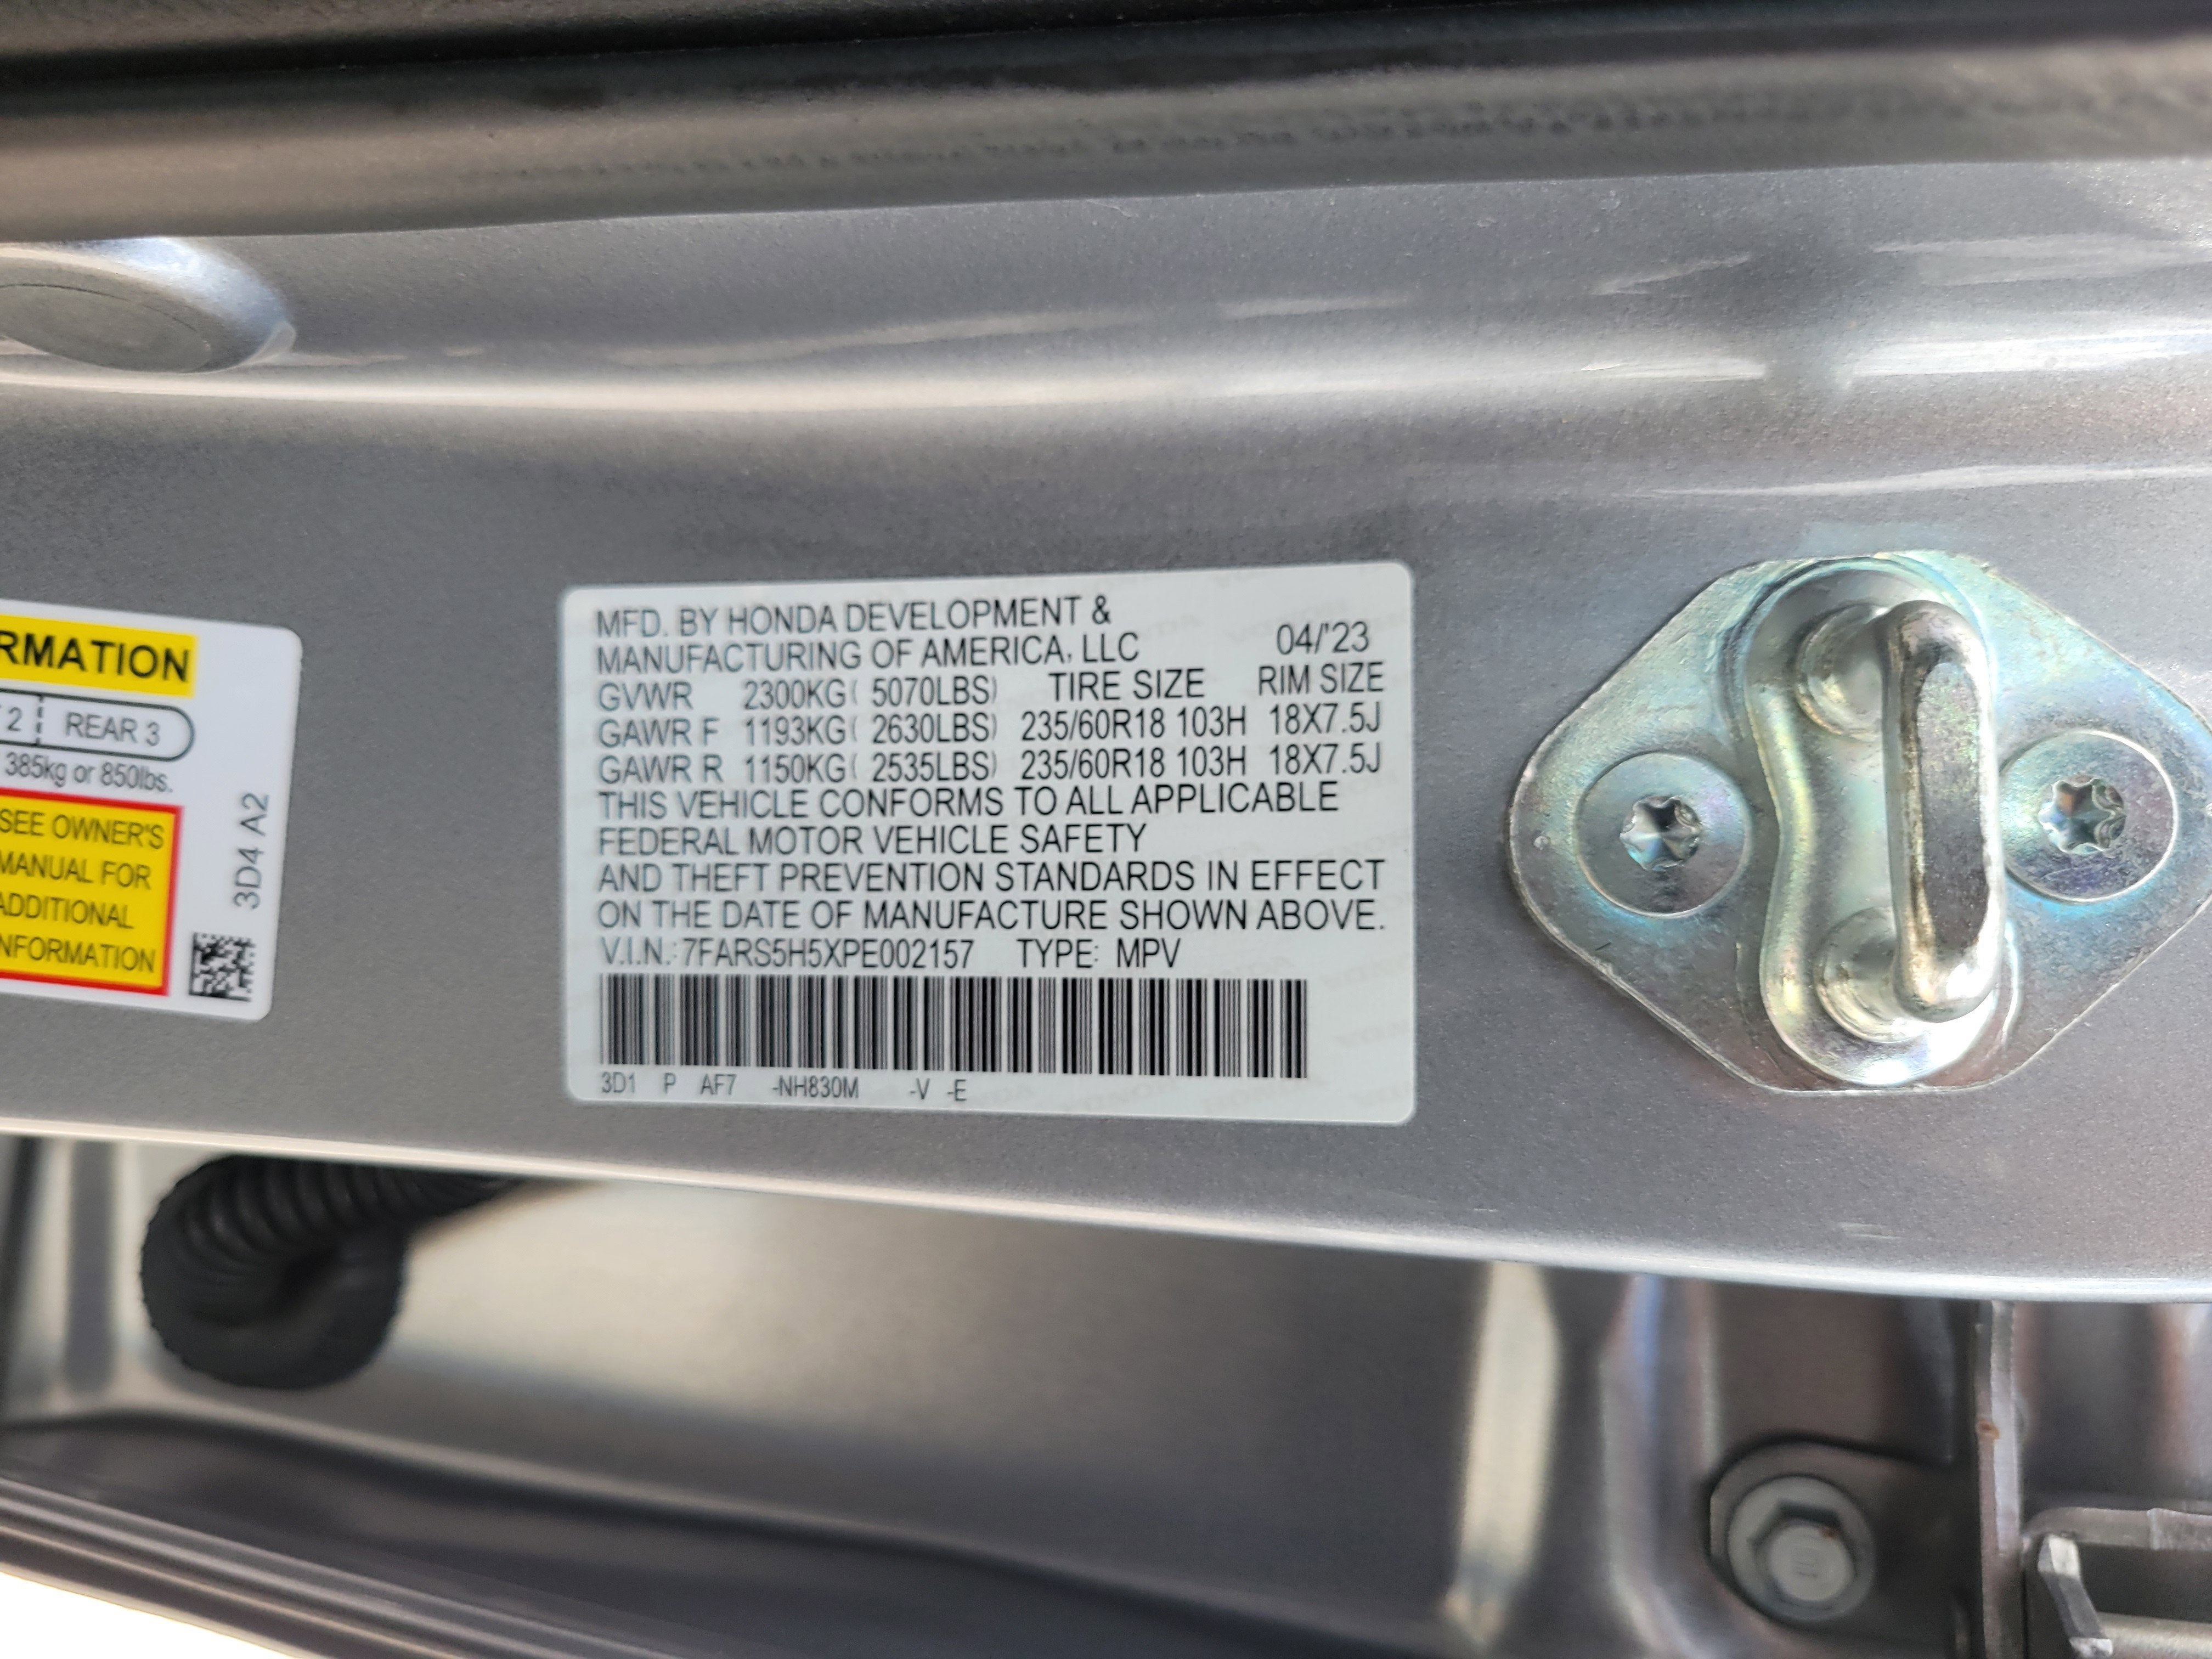 RMATION
2 REAR 3
385kg or 850lbs.
SEE OWNER'S
MANUAL FOR
ADDITIONAL
NFORMATION
3D4 A2
MFD. BY HONDA DEVELOPMENT &
MANUFACTURING OF AMERICA, LLC 04/'23
GVWR 2300KG( 5070LBS) TIRE SIZE RIM SIZE
GAWR F 1193KG( 2630LBS) 235/60R18 103H 18X7.5J
GAWR R 1150KG( 2535LBS) 235/60R18 103H 18X7.5J
THIS VEHICLE CONFORMS TO ALL APPLICABLE
FEDERAL MOTOR VEHICLE SAFETY
AND THEFT PREVENTION STANDARDS IN EFFECT
ON THE DATE OF MANUFACTURE SHOWN ABOVE.
V.I.N.: 7FARS5H5XPE002157 TYPE: MPV
3D1 P AF7 -NH830M -V -E